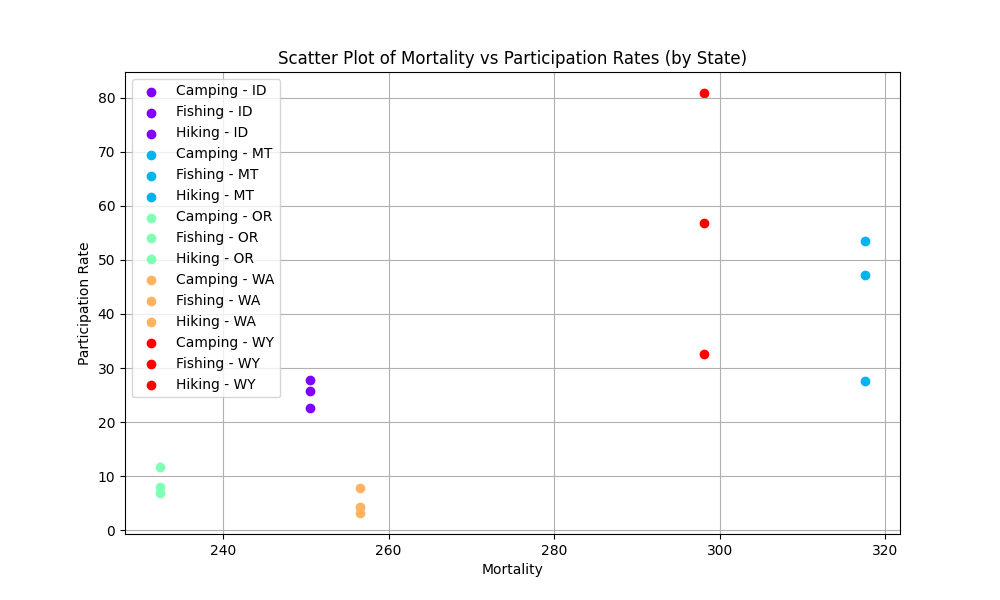 Scatter Plot of Mortality vs Participation Rates (by State)
Participation Rate
80
70
60
50
40
30
20
10
0
Camping - ID
Fishing - ID
Hiking - ID
Camping - MT
Fishing - MT
Hiking - MT
Camping - OR
Fishing - OR
Hiking - OR
Camping - WA
Fishing - WA
Hiking - WA
Camping - WY
Fishing - WY
Hiking - WY
240 260 280 300 320
Mortality